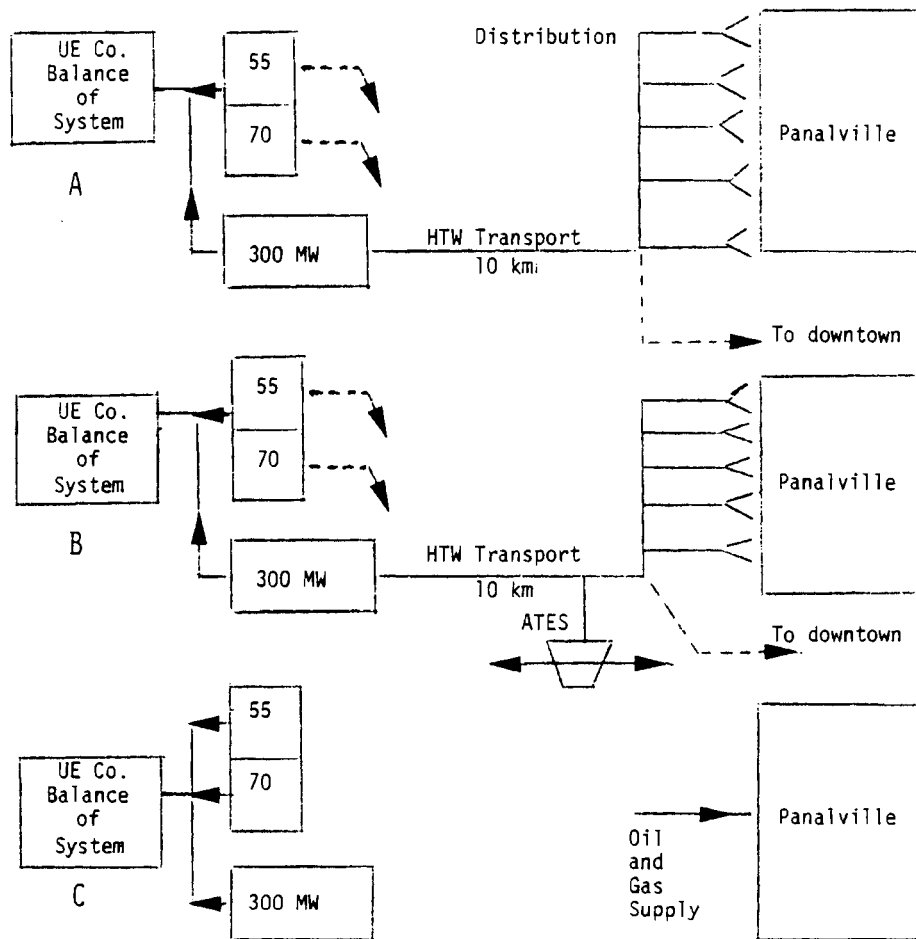 UE Co.
Balance
of
System
A
55
70
300 MW
Distribution
HTW Transport
10 km
Panalville
To downtown
UE Co.
Balance
of
System
B
55
70
300 MW
HTW Transport
10 km
ATES
Panalville
To downtown
UE Co.
Balance
of
System
C
55
70
300 MW
Oil
and
Gas
Supply
Panalville